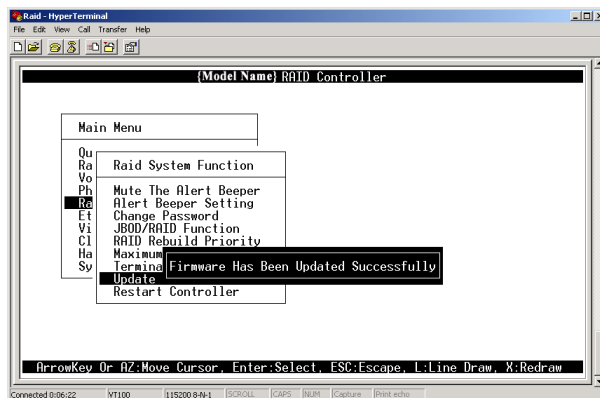 Raid - HyperTerminal
File Edit View Call Transfer Help
{Model Name} RAID Controller
Main Menu
Qu
Ra
Vo
Ph
Ra
Et
Vi
Cl
Ha
Sy
Raid System Function
Mute The Alert Beeper
Alert Beeper Setting
Change Password
JBOD/RAID Function
RAID Rebuild Priority
Maximum
Termina
Update
Restart Controller
Firmware Has Been Updated Successfully
ArrowKey Or AZ:Move Cursor, Enter:Select, ESC:Escape, L:Line Draw, X:Redraw
Connected 0:06:22 VT100 115200 8-N-1 SCROLL CAPS NUM Capture Print echo